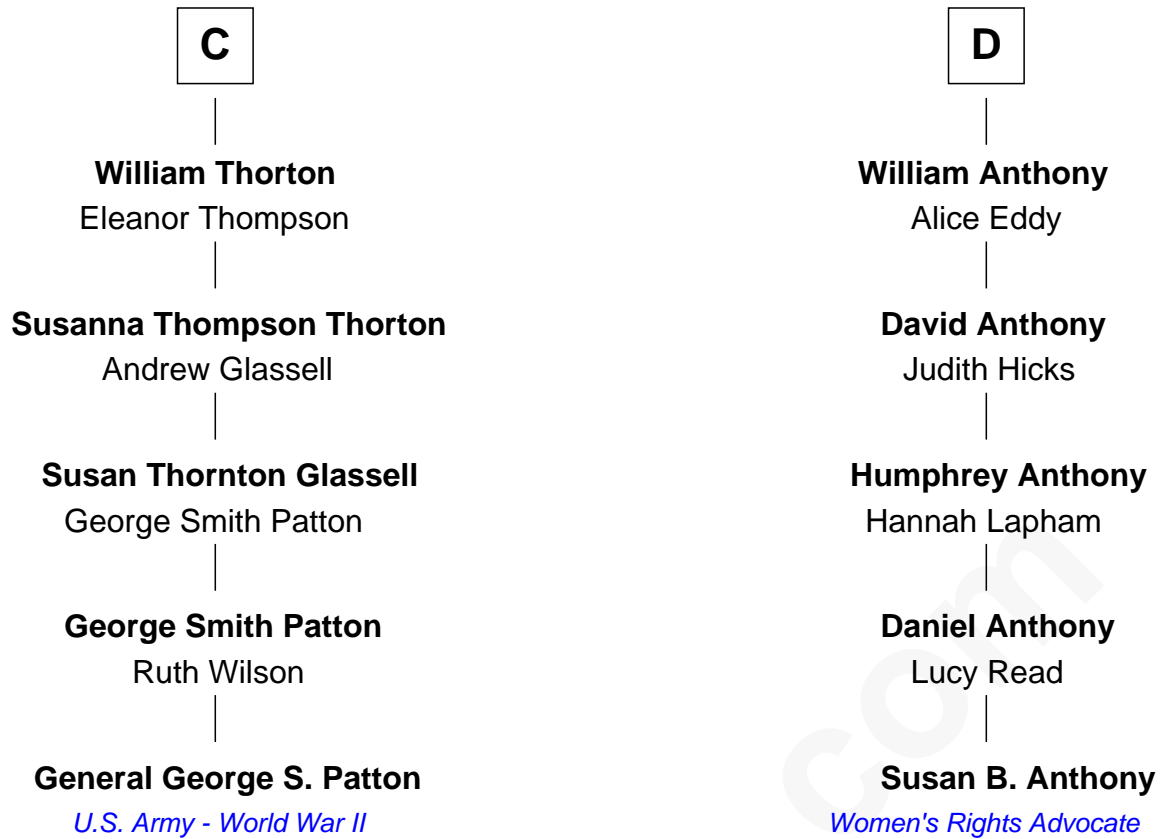 C
William Thorton
Eleanor Thompson
Susanna Thompson Thorton
Andrew Glassell
Susan Thornton Glassell
George Smith Patton
George Smith Patton
Ruth Wilson
General George S. Patton
U.S. Army - World War II
D
William Anthony
Alice Eddy
David Anthony
Judith Hicks
Humphrey Anthony
Hannah Lapham
Daniel Anthony
Lucy Read
Susan B. Anthony
Women's Rights Advocate
com